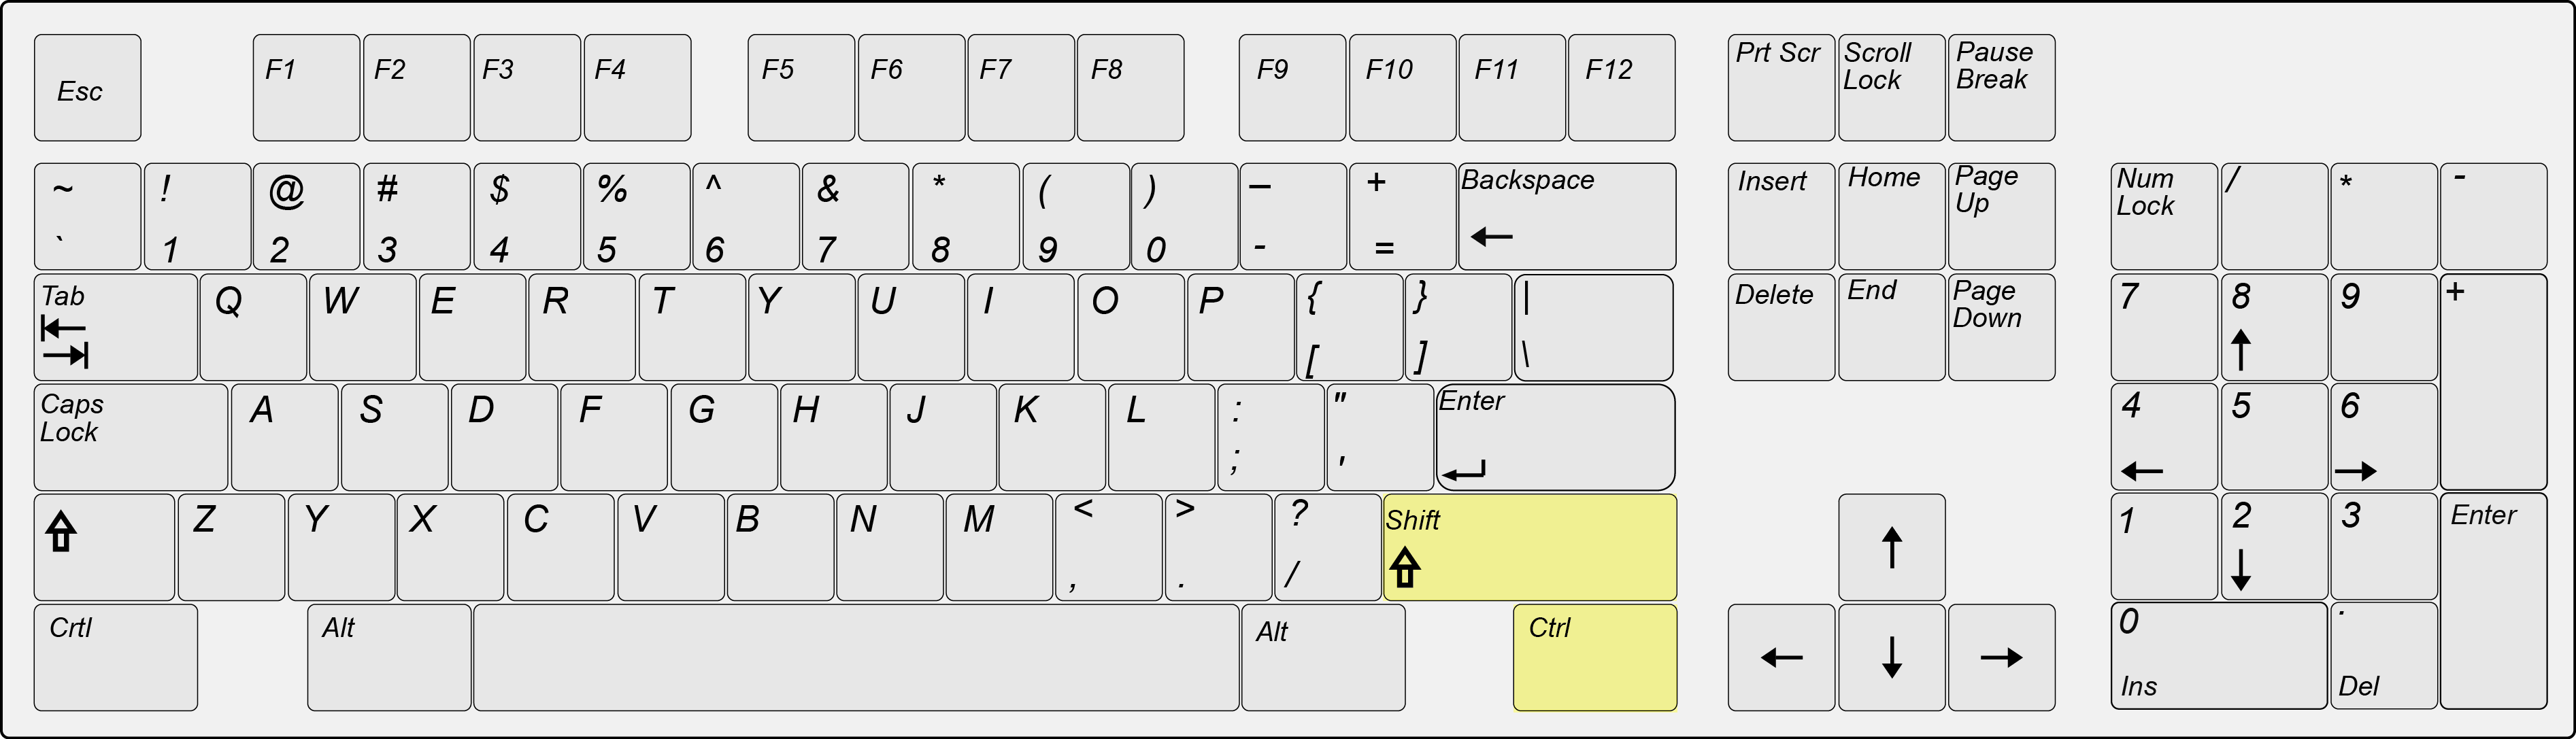 Esc F1 F2 F3 F4 F5 F6 F7 F8 F9 F10 F11 F12 Prt Scr Scroll Lock Pause Break
~ ! @ # $ % ^ & * ( ) – + Backspace Insert Home Page Up Num Lock / * -
` 1 2 3 4 5 6 7 8 9 0 - = ←
Tab Q W E R T Y U I O P { } | Delete End Page Down 7 8 9 +
[ ] \ ↑
Caps Lock A S D F G H J K L : " Enter 4 5 6
; ' ← →
Z Y X C V B N M < > ? Shift ↑ 1 2 3 Enter
, . / ↓
Crtl Alt Alt Ctrl ← ↓ → 0 .
Ins Del